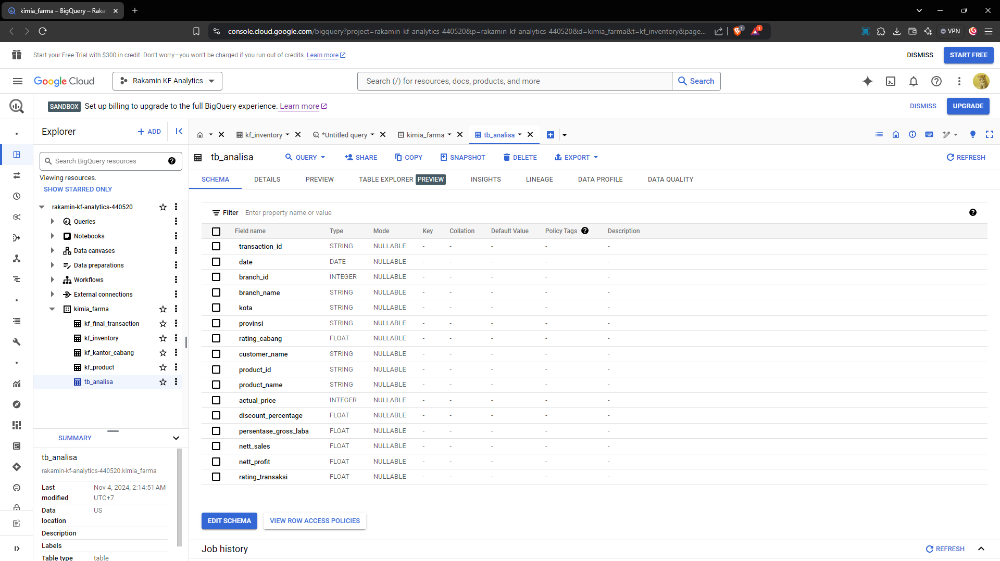 kimia_farma – BigQuery – Raka
console.cloud.google.com/bigquery?project=rakamin-kf-analytics-440520&p=rakamin-kf-analytics-440520&d=kimia_farma&t=kf_inventory&page...
1
1
VPN
Start your Free Trial with $300 in credit. Don't worry—you won't be charged if you run out of credits. Learn more
DISMISS
START FREE
Google Cloud
Rakamin KF Analytics
Search (/) for resources, docs, products, and more
Search
SANDBOX Set up billing to upgrade to the full BigQuery experience. Learn more
DISMISS
UPGRADE
Explorer
ADD
kf_inventory
*Untitled query
kimia_farma
tb_analisa
Search BigQuery resources
Viewing resources.
SHOW STARRED ONLY
rakamin-kf-analytics-440520
Queries
Notebooks
Data canvases
Data preparations
Workflows
External connections
kimia_farma
kf_final_transaction
kf_inventory
kf_kantor_cabang
kf_product
tb_analisa
SUMMARY
tb_analisa
rakamin-kf-analytics-440520.kimia_farma
Last modified Nov 4, 2024, 2:14:51 AM UTC+7
Data location US
Description
Labels
Table type table
tb_analisa
QUERY
SHARE
COPY
SNAPSHOT
DELETE
EXPORT
REFRESH
SCHEMA
DETAILS
PREVIEW
TABLE EXPLORER PREVIEW
INSIGHTS
LINEAGE
DATA PROFILE
DATA QUALITY
Filter Enter property name or value
Field name Type Mode Key Collation Default Value Policy Tags Description
transaction_id STRING NULLABLE - - - - -
date DATE NULLABLE - - - - -
branch_id INTEGER NULLABLE - - - - -
branch_name STRING NULLABLE - - - - -
kota STRING NULLABLE - - - - -
provinsi STRING NULLABLE - - - - -
rating_cabang FLOAT NULLABLE - - - - -
customer_name STRING NULLABLE - - - - -
product_id STRING NULLABLE - - - - -
product_name STRING NULLABLE - - - - -
actual_price INTEGER NULLABLE - - - - -
discount_percentage FLOAT NULLABLE - - - - -
persentase_gross_laba FLOAT NULLABLE - - - - -
nett_sales FLOAT NULLABLE - - - - -
nett_profit FLOAT NULLABLE - - - - -
rating_transaksi FLOAT NULLABLE - - - - -
EDIT SCHEMA
VIEW ROW ACCESS POLICIES
Job history
REFRESH